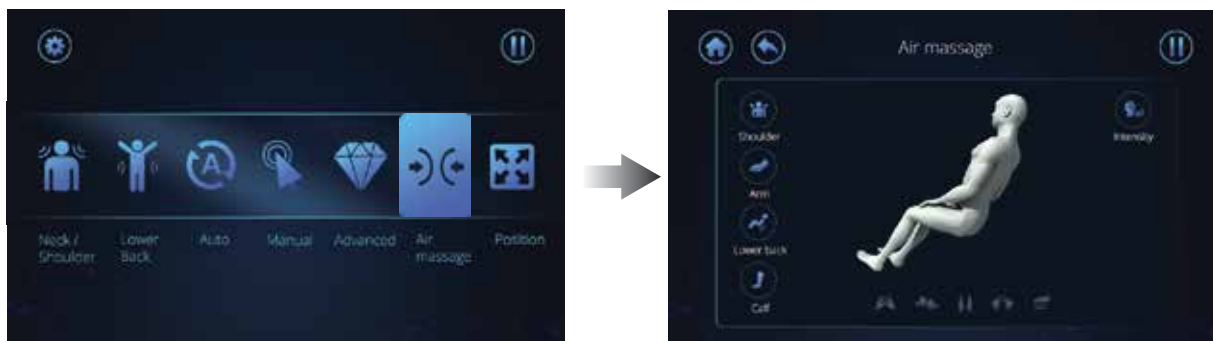 Neck /
Shoulder
Lower
Back
A
Auto
Manual
Advanced
Air
massage
Position
Air massage
Shoulder
Arm
Lower back
Calf
Intensity